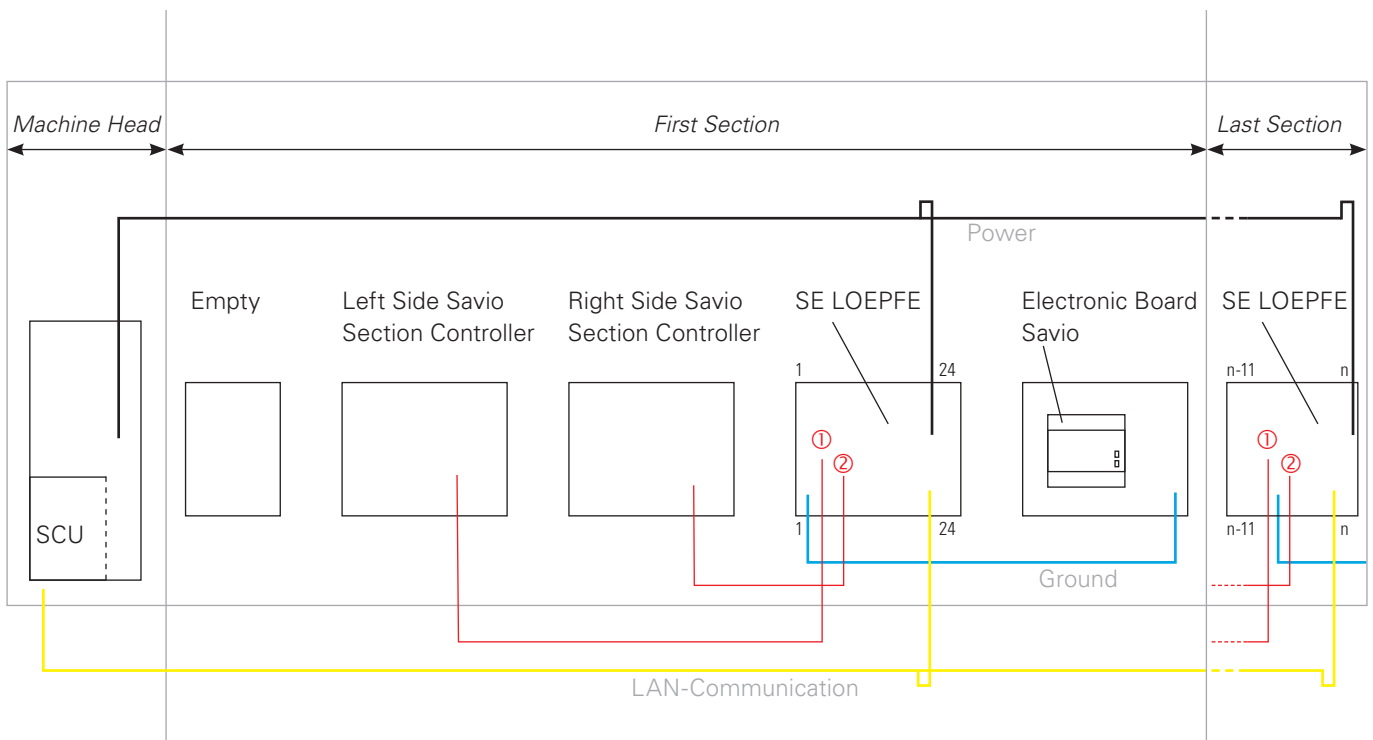 Machine Head
First Section
Last Section
Power
Empty
Left Side Savio
Section Controller
Right Side Savio
Section Controller
SE LOEPFE
Electronic Board
Savio
SE LOEPFE
1
24
n-11
n
①
②
①
②
SCU
1
24
n-11
n
Ground
LAN-Communication